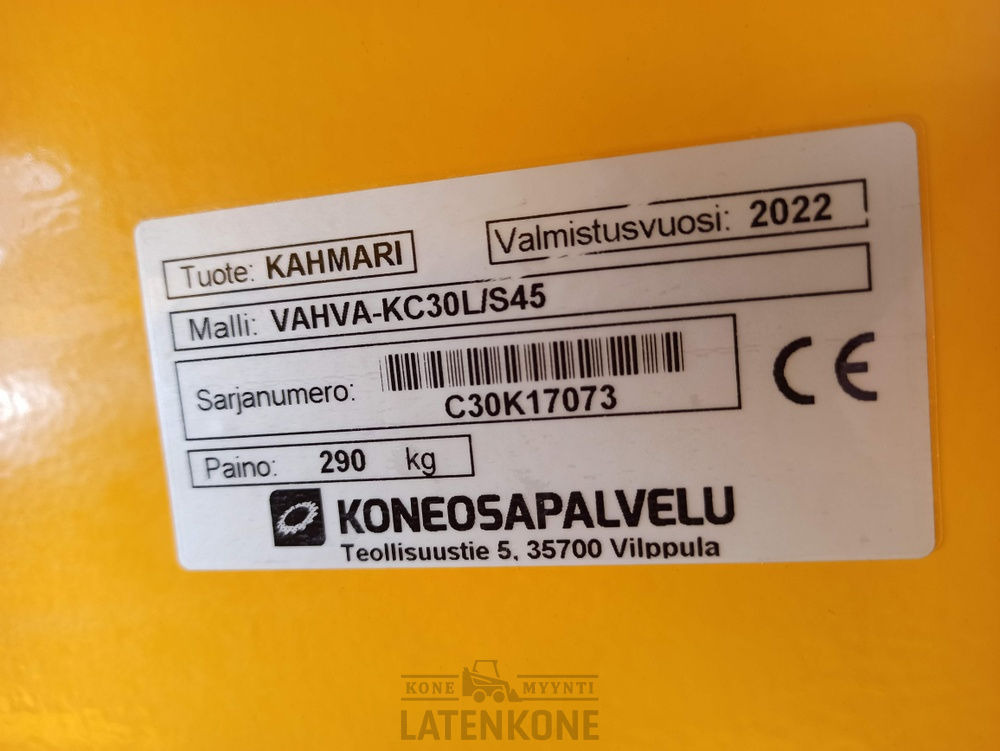 Tuote: KAHMARI
Valmistusvuosi: 2022
Malli: VAHVA-KC30L/S45
Sarjanumero:
C30K17073
CE
Paino: 290 kg
KONEOSAPALVELU
Teollisuustie 5, 35700 Vilppula
KONE MYYNTI
LATENKONE